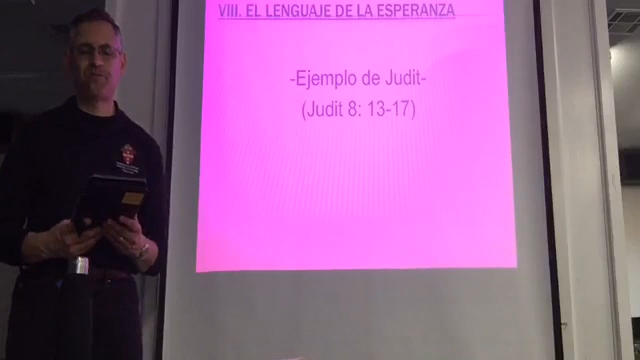 VIII. EL LENGUAJE DE LA ESPERANZA
-Ejemplo de Judit-
(Judit 8: 13-17)